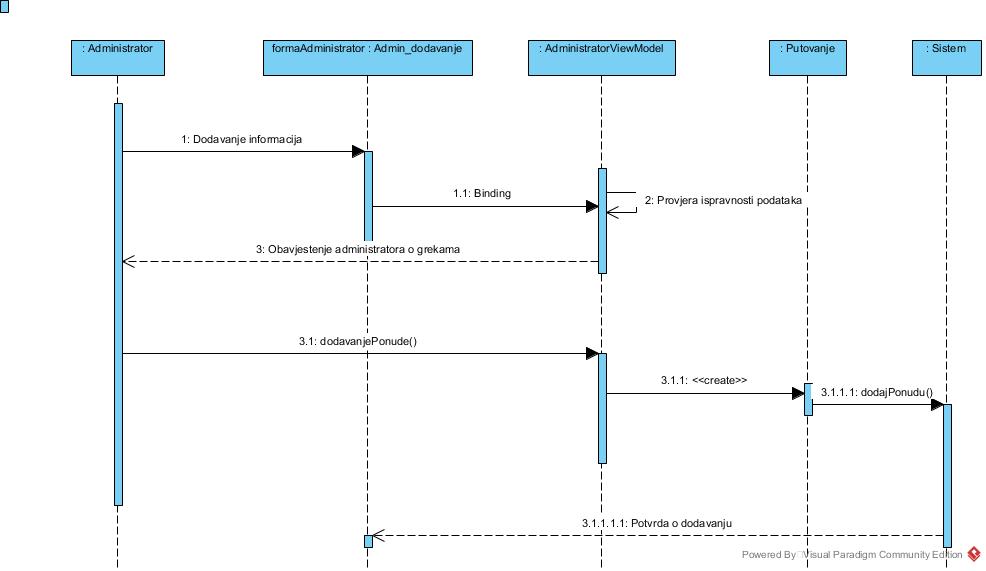 : Administrator
formaAdministrator : Admin_dodavanje
: AdministratorViewModel
: Putovanje
: Sistem
1: Dodavanje informacija
1.1: Binding
2: Provjera ispravnosti podataka
3: Obavjestenje administratora o grekama
3.1: dodavanjePonude()
3.1.1: <<create>>
3.1.1.1: dodajPonudu()
3.1.1.1.1: Potvrda o dodavanju
Powered By Visual Paradigm Community Edition